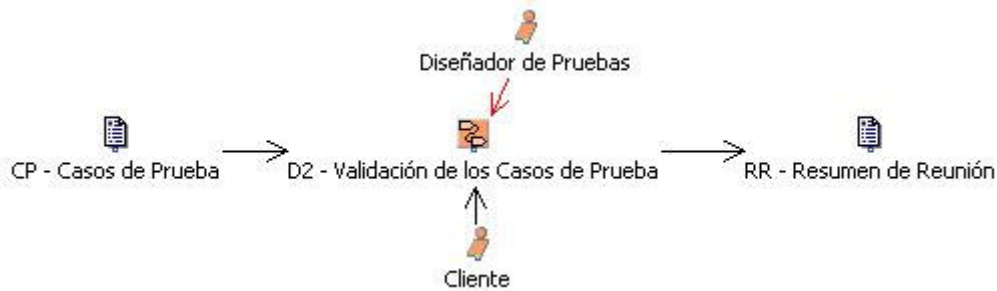 Diseñador de Pruebas
CP - Casos de Prueba
D2 - Validación de los Casos de Prueba
RR - Resumen de Reunión
Cliente